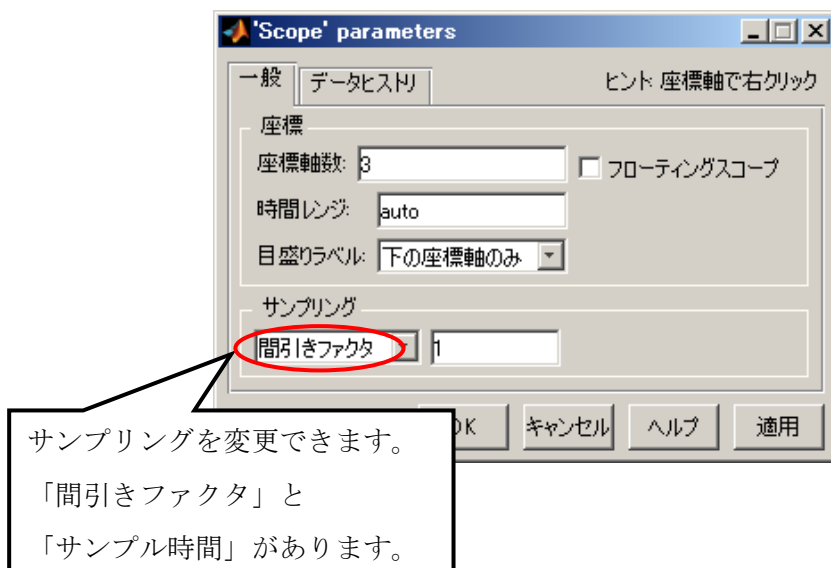 'Scope' parameters
一般 データヒストリ ヒント 座標軸で右クリック
座標
座標軸数: 3 フローティングスコープ
時間レンジ: auto
目盛りラベル: 下の座標軸のみ
サンプリング
間引きファクタ 1
K キャンセル ヘルプ 適用
サンプリングを変更できます。
「間引きファクタ」と
「サンプル時間」があります。